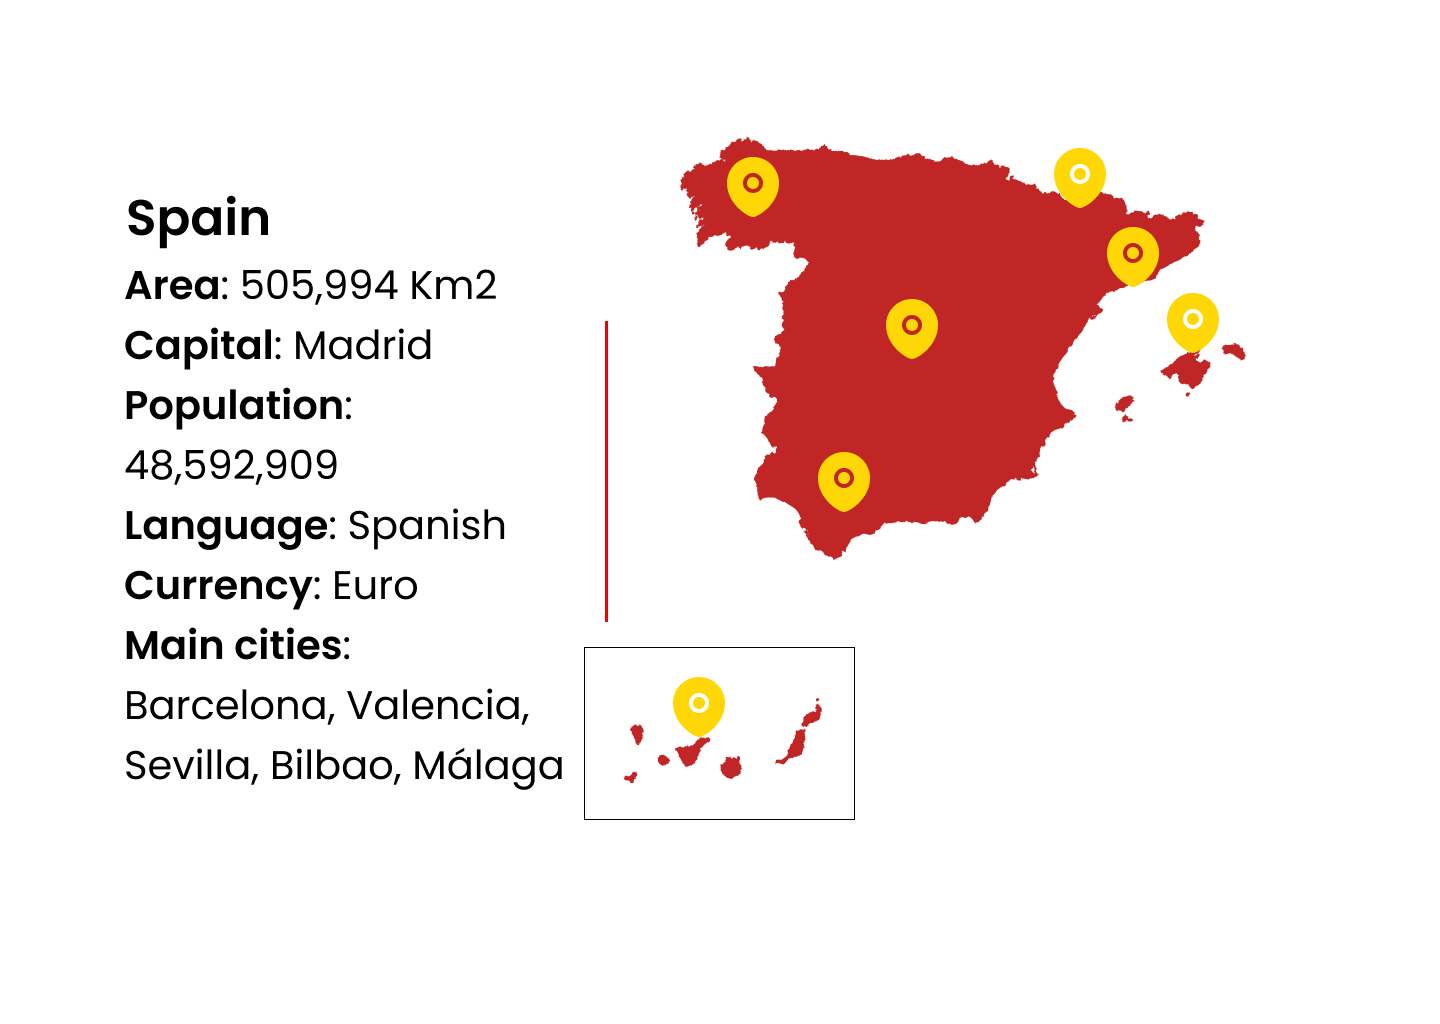 Spain
Area: 505,994 Km2
Capital: Madrid
Population:
48,592,909
Language: Spanish
Currency: Euro
Main cities:
Barcelona, Valencia,
Sevilla, Bilbao, Málaga